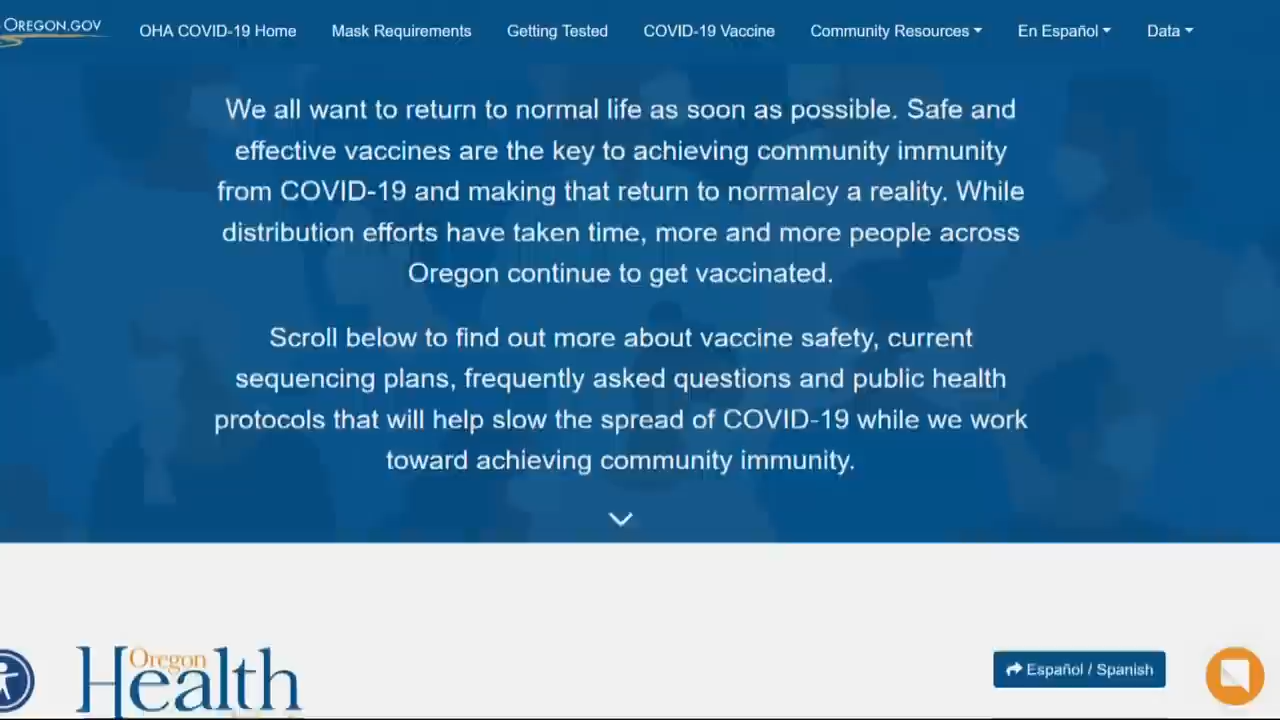 OREGON.GOV
OHA COVID-19 Home Mask Requirements Getting Tested COVID-19 Vaccine Community Resources En Español Data
We all want to return to normal life as soon as possible. Safe and
effective vaccines are the key to achieving community immunity
from COVID-19 and making that return to normalcy a reality. While
distribution efforts have taken time, more and more people across
Oregon continue to get vaccinated.
Scroll below to find out more about vaccine safety, current
sequencing plans, frequently asked questions and public health
protocols that will help slow the spread of COVID-19 while we work
toward achieving community immunity.
Oregon
Health
Español / Spanish